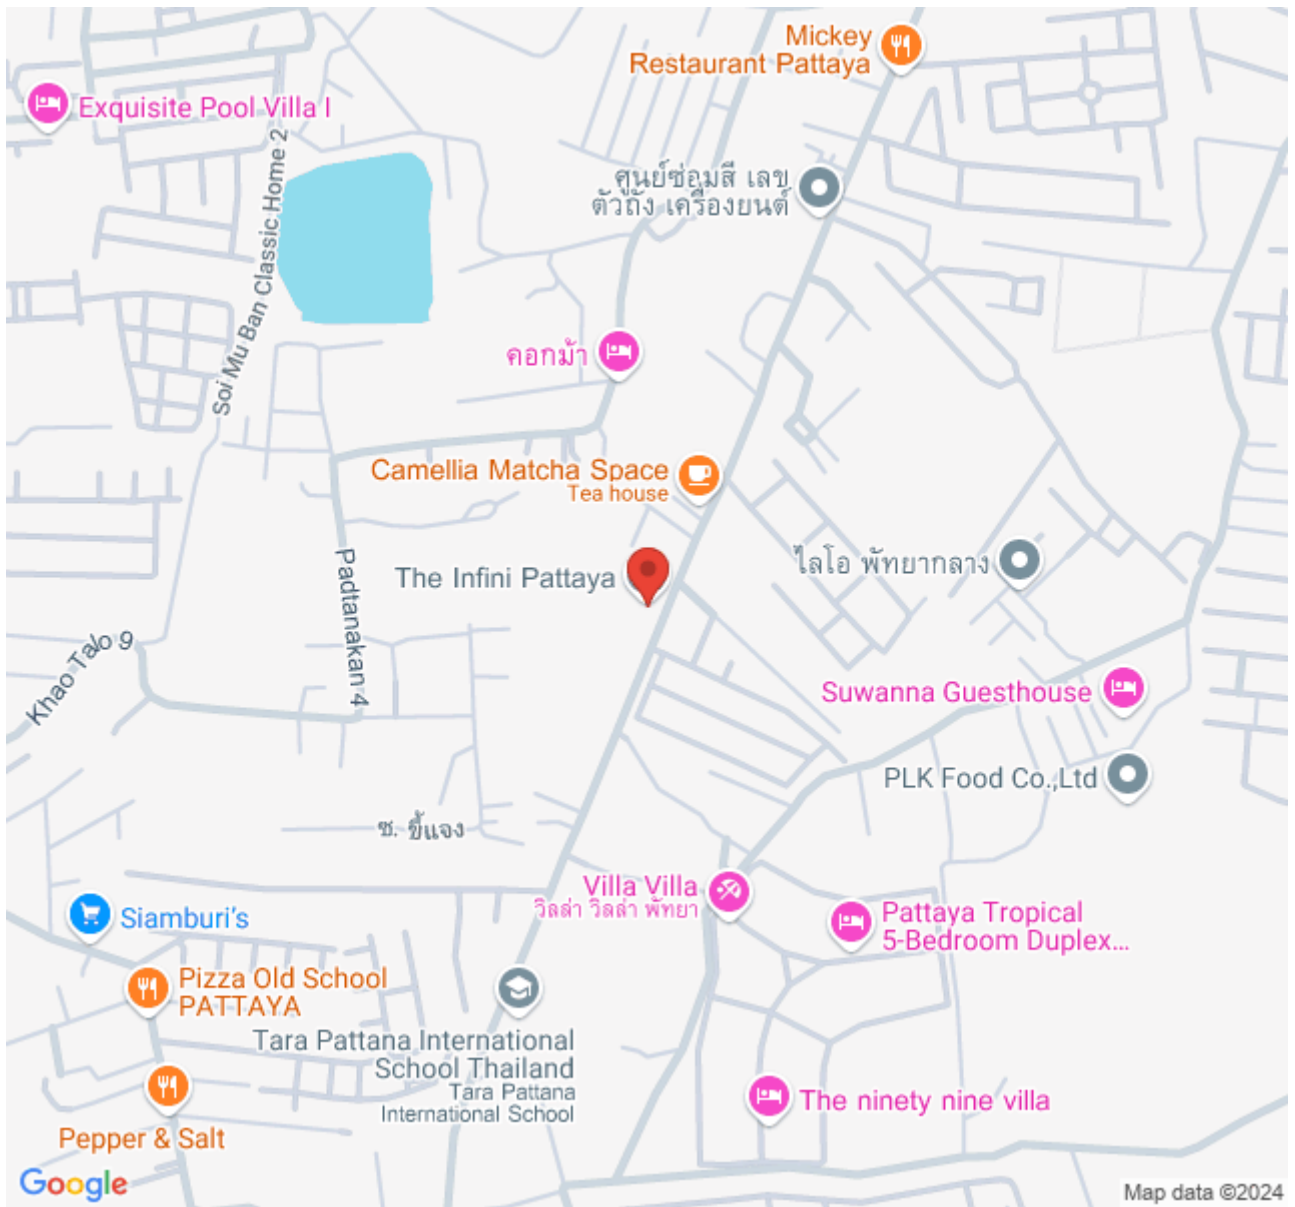 Mickey
Restaurant Pattaya
Exquisite Pool Villa I
Soi Mu Ban Classic Home 2
ศูนย์ซ่อมสี เลข
ตัวถัง เครื่องยนต์
คอกม้า
Camellia Matcha Space
Tea house
Padtanakan 4
The Infini Pattaya
ไลโอ พัทยากลาง
Khao Talo 9
Suwanna Guesthouse
PLK Food Co.,Ltd
ซ. ขี้แจง
Villa Villa
วิลล่า วิลล่า พัทยา
Siamburi's
Pattaya Tropical
5-Bedroom Duplex...
Pizza Old School
PATTAYA
Tara Pattana International
School Thailand
Tara Pattana
International School
The ninety nine villa
Pepper & Salt
Google
Map data ©2024